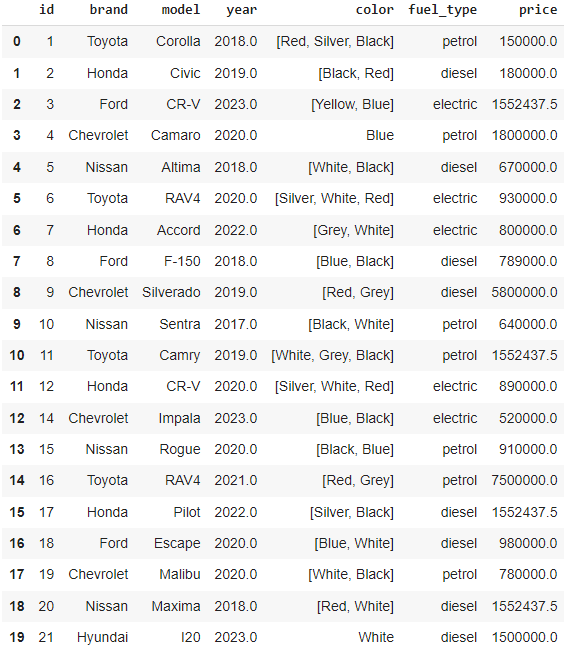 id brand model year color fuel_type price
0 1 Toyota Corolla 2018.0 [Red, Silver, Black] petrol 150000.0
1 2 Honda Civic 2019.0 [Black, Red] diesel 180000.0
2 3 Ford CR-V 2023.0 [Yellow, Blue] electric 1552437.5
3 4 Chevrolet Camaro 2020.0 Blue petrol 1800000.0
4 5 Nissan Altima 2018.0 [White, Black] diesel 670000.0
5 6 Toyota RAV4 2020.0 [Silver, White, Red] electric 930000.0
6 7 Honda Accord 2022.0 [Grey, White] electric 800000.0
7 8 Ford F-150 2018.0 [Blue, Black] diesel 789000.0
8 9 Chevrolet Silverado 2019.0 [Red, Grey] diesel 5800000.0
9 10 Nissan Sentra 2017.0 [Black, White] petrol 640000.0
10 11 Toyota Camry 2019.0 [White, Grey, Black] petrol 1552437.5
11 12 Honda CR-V 2020.0 [Silver, White, Red] electric 890000.0
12 14 Chevrolet Impala 2023.0 [Blue, Black] electric 520000.0
13 15 Nissan Rogue 2020.0 [Black, Blue] petrol 910000.0
14 16 Toyota RAV4 2021.0 [Red, Grey] petrol 7500000.0
15 17 Honda Pilot 2022.0 [Silver, Black] diesel 1552437.5
16 18 Ford Escape 2020.0 [Blue, White] diesel 980000.0
17 19 Chevrolet Malibu 2020.0 [White, Black] petrol 780000.0
18 20 Nissan Maxima 2018.0 [Red, White] diesel 1552437.5
19 21 Hyundai I20 2023.0 White diesel 1500000.0